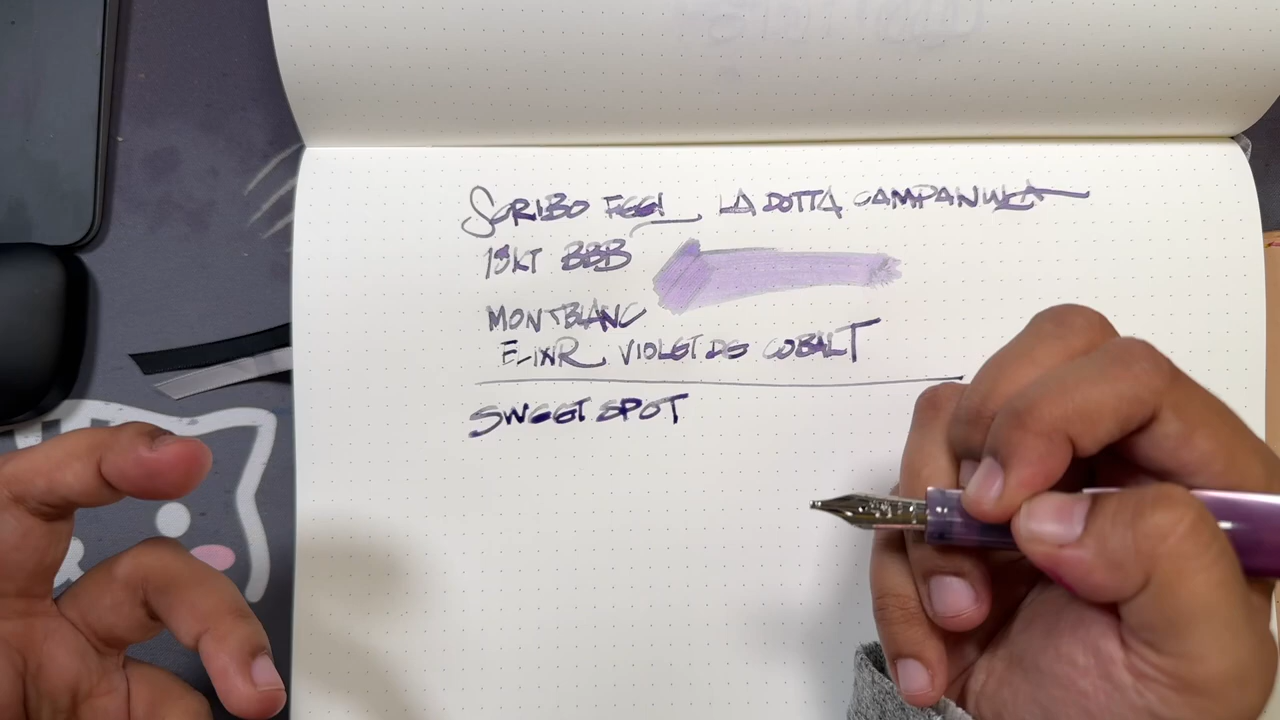 SCRIBO FEEL LA DOTTA CAMPANULA
18KT BBB
MONTBLANC
ELIXIR VIOLET DE COBALT
SWEET SPOT